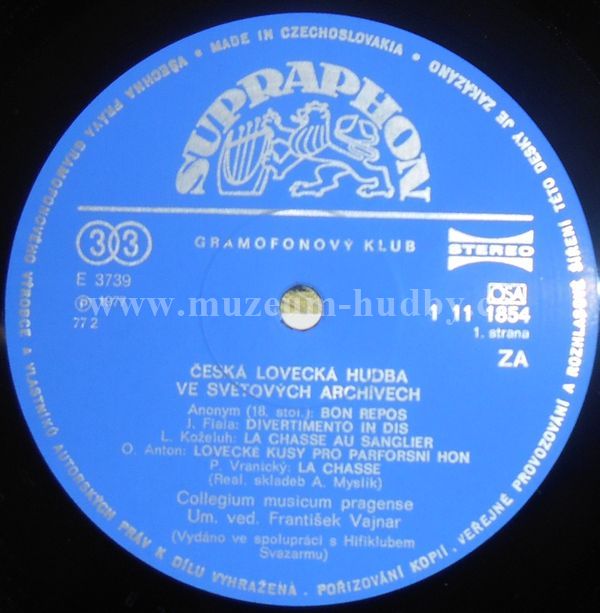 VŠECHNA PRÁVA GRAMOFONOVÉHO VÝROBCE A VLASTNÍKŮ AUTORSKÝCH PRÁV K DÍLU VYHRAŽENA. POŘIZOVÁNÍ KOPIÍ, VEŘEJNÉ PROVOZOVÁNÍ A ROZHLASOVÉ ŠÍŘENÍ TÉTO DESKY JE ZAKÁZÁNO • MADE IN CZECHOSLOVAKIA •
SUPRAPHON
33
GRAMOFONOVÝ KLUB
STEREO
E 3739
Ⓟ 1977
77 2
www.muzeum-hudby.c
OSA
1 11 1854
1. strana
ZA
ČESKÁ LOVECKÁ HUDBA
VE SVĚTOVÝCH ARCHÍVECH
Anonym (18. stol.): BON REPOS
J. Fiala: DIVERTIMENTO IN DIS
L. Koželuh: LA CHASSE AU SANGLIER
O. Anton: LOVECKÉ KUSY PRO PARFORSNÍ HON
P. Vranický: LA CHASSE
(Real. skladeb A. Myslík)
Collegium musicum pragense
Um. ved. František Vajnar
(Vydáno ve spolupráci s Hifiklubem
Svazarmu)